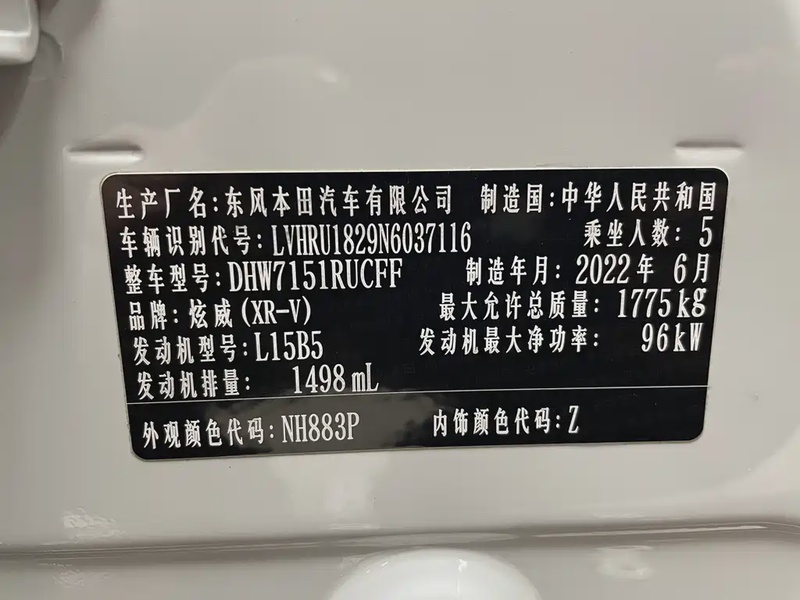 生产厂名:东风本田汽车有限公司 制造国:中华人民共和国
车辆识别代号:LVHRU1829N6037116 乘坐人数:5
整车型号:DHW7151RUCFF 制造年月:2022年 6月
品牌:炫威(XR-V) 最大允许总质量:1775kg
发动机型号:L15B5 发动机最大净功率: 96kW
发动机排量: 1498 mL
外观颜色代码:NH883P 内饰颜色代码:Z